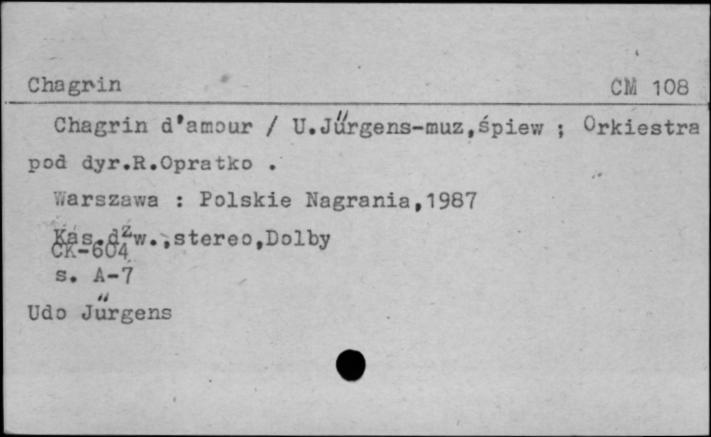 Chagrin CM 108
Chagrin d'amour / U.Jürgens-muz,śpiew ; Orkiestra
pod dyr.R.Opratko .
Warszawa : Polskie Nagrania,1987
Kas.dźw.,stereo,Dolby
CK-604
s. A-7
Udo Jürgens